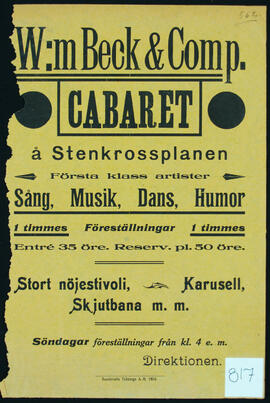 W:m Beck & Comp.
CABARET
å Stenkrossplanen
Första klass artister
Sång, Musik, Dans, Humor
1 timmes Föreställningar 1 timmes
Entré 35 öre. Reserv. pl. 50 öre.
Stort nöjestivoli, Karusell,
Skjutbana m. m.
Söndagar föreställningar från kl. 4 e. m.
Direktionen.
817